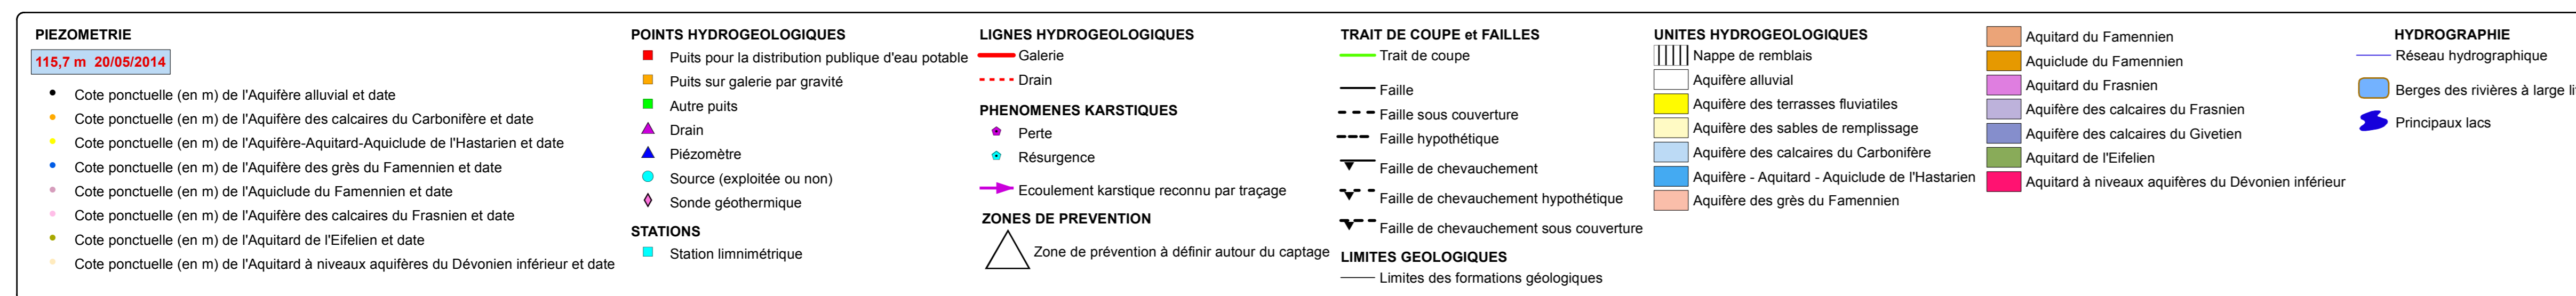 PIEZOMETRIE
115,7 m 20/05/2014
Cote ponctuelle (en m) de l'Aquifère alluvial et date
Cote ponctuelle (en m) de l'Aquifère des calcaires du Carbonifère et date
Cote ponctuelle (en m) de l'Aquifère-Aquitard-Aquiclude de l'Hastarien et date
Cote ponctuelle (en m) de l'Aquifère des grès du Famennien et date
Cote ponctuelle (en m) de l'Aquiclude du Famennien et date
Cote ponctuelle (en m) de l'Aquifère des calcaires du Frasnien et date
Cote ponctuelle (en m) de l'Aquitard de l'Eifelien et date
Cote ponctuelle (en m) de l'Aquitard à niveaux aquifères du Dévonien inférieur et date
POINTS HYDROGEOLOGIQUES
Puits pour la distribution publique d'eau potable
Puits sur galerie par gravité
Autre puits
Drain
Piézomètre
Source (exploitée ou non)
Sonde géothermique
STATIONS
Station limnimétrique
LIGNES HYDROGEOLOGIQUES
Galerie
Drain
PHENOMENES KARSTIQUES
Perte
Résurgence
Ecoulement karstique reconnu par traçage
ZONES DE PREVENTION
Zone de prévention à définir autour du captage
TRAIT DE COUPE et FAILLES
Trait de coupe
Faille
Faille sous couverture
Faille hypothétique
Faille de chevauchement
Faille de chevauchement hypothétique
Faille de chevauchement sous couverture
LIMITES GEOLOGIQUES
Limites des formations géologiques
UNITES HYDROGEOLOGIQUES
Nappe de remblais
Aquifère alluvial
Aquifère des terrasses fluviatiles
Aquifère des sables de remplissage
Aquifère des calcaires du Carbonifère
Aquifère - Aquitard - Aquiclude de l'Hastarien
Aquifère des grès du Famennien
Aquitard du Famennien
Aquiclude du Famennien
Aquitard du Frasnien
Aquifère des calcaires du Frasnien
Aquifère des calcaires du Givetien
Aquitard de l'Eifelien
Aquitard à niveaux aquifères du Dévonien inférieur
HYDROGRAPHIE
Réseau hydrographique
Berges des rivières à large li
Principaux lacs